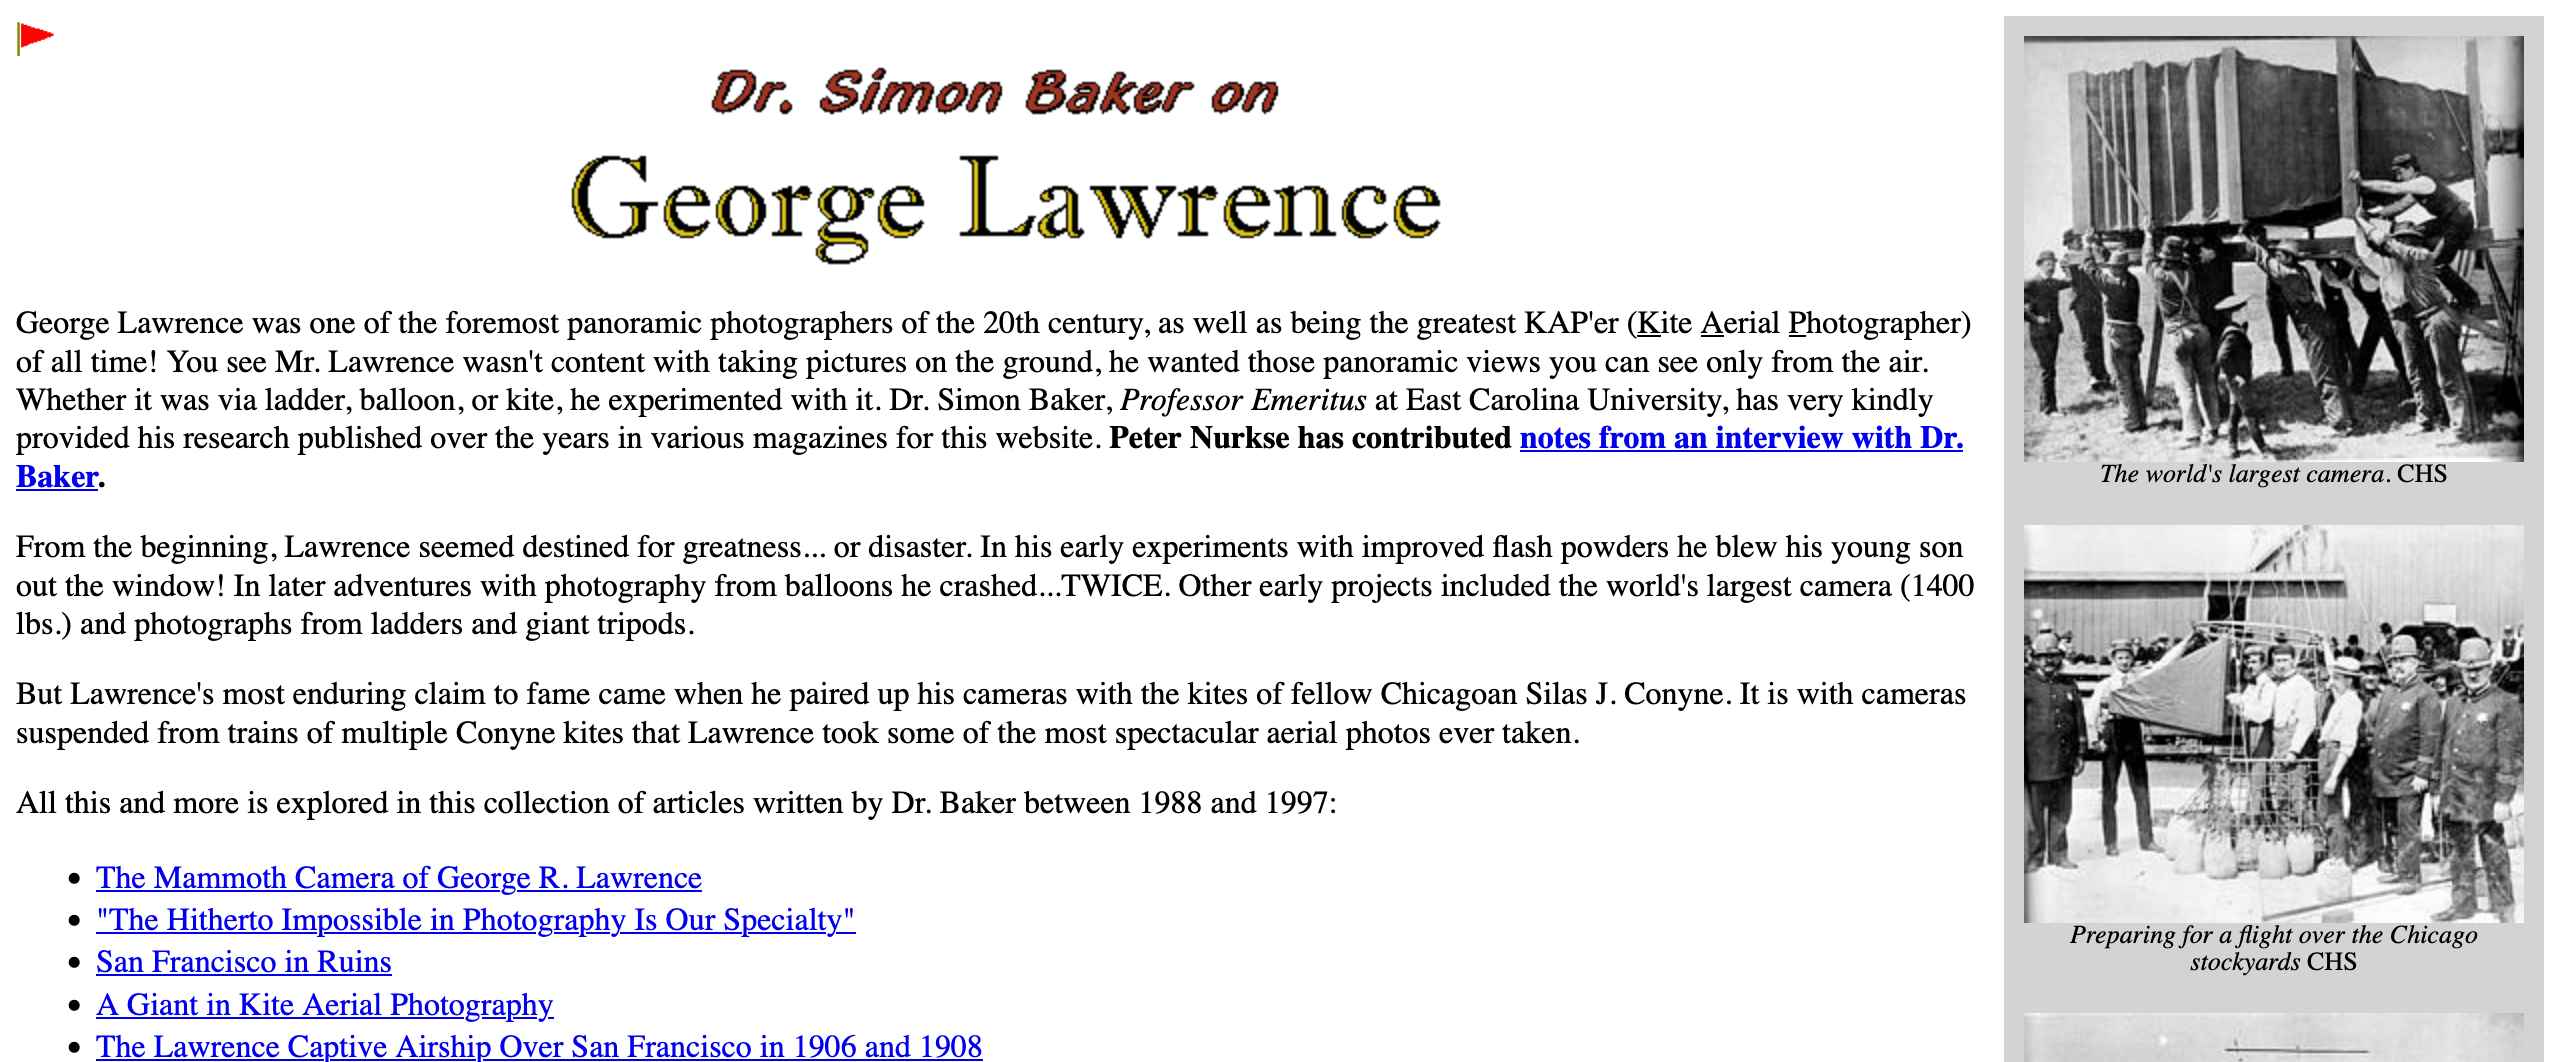 Dr. Simon Baker on
George Lawrence
George Lawrence was one of the foremost panoramic photographers of the 20th century, as well as being the greatest KAP'er (Kite Aerial Photographer)
of all time! You see Mr. Lawrence wasn't content with taking pictures on the ground, he wanted those panoramic views you can see only from the air.
Whether it was via ladder, balloon, or kite, he experimented with it. Dr. Simon Baker, Professor Emeritus at East Carolina University, has very kindly
provided his research published over the years in various magazines for this website. Peter Nurkse has contributed notes from an interview with Dr.
Baker.
From the beginning, Lawrence seemed destined for greatness... or disaster. In his early experiments with improved flash powders he blew his young son
out the window! In later adventures with photography from balloons he crashed...TWICE. Other early projects included the world's largest camera (1400
lbs.) and photographs from ladders and giant tripods.
But Lawrence's most enduring claim to fame came when he paired up his cameras with the kites of fellow Chicagoan Silas J. Conyne. It is with cameras
suspended from trains of multiple Conyne kites that Lawrence took some of the most spectacular aerial photos ever taken.
All this and more is explored in this collection of articles written by Dr. Baker between 1988 and 1997:
• The Mammoth Camera of George R. Lawrence
• "The Hitherto Impossible in Photography Is Our Specialty"
• San Francisco in Ruins
• A Giant in Kite Aerial Photography
• The Lawrence Captive Airship Over San Francisco in 1906 and 1908
The world's largest camera. CHS
Preparing for a flight over the Chicago
stockyards CHS